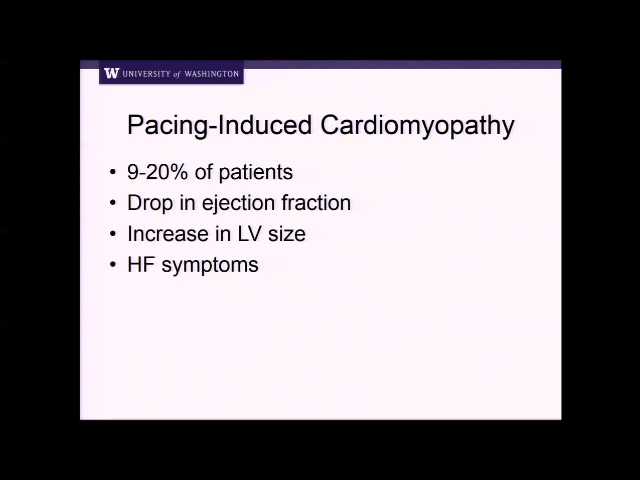 W UNIVERSITY of WASHINGTON
Pacing-Induced Cardiomyopathy
• 9-20% of patients
• Drop in ejection fraction
• Increase in LV size
• HF symptoms